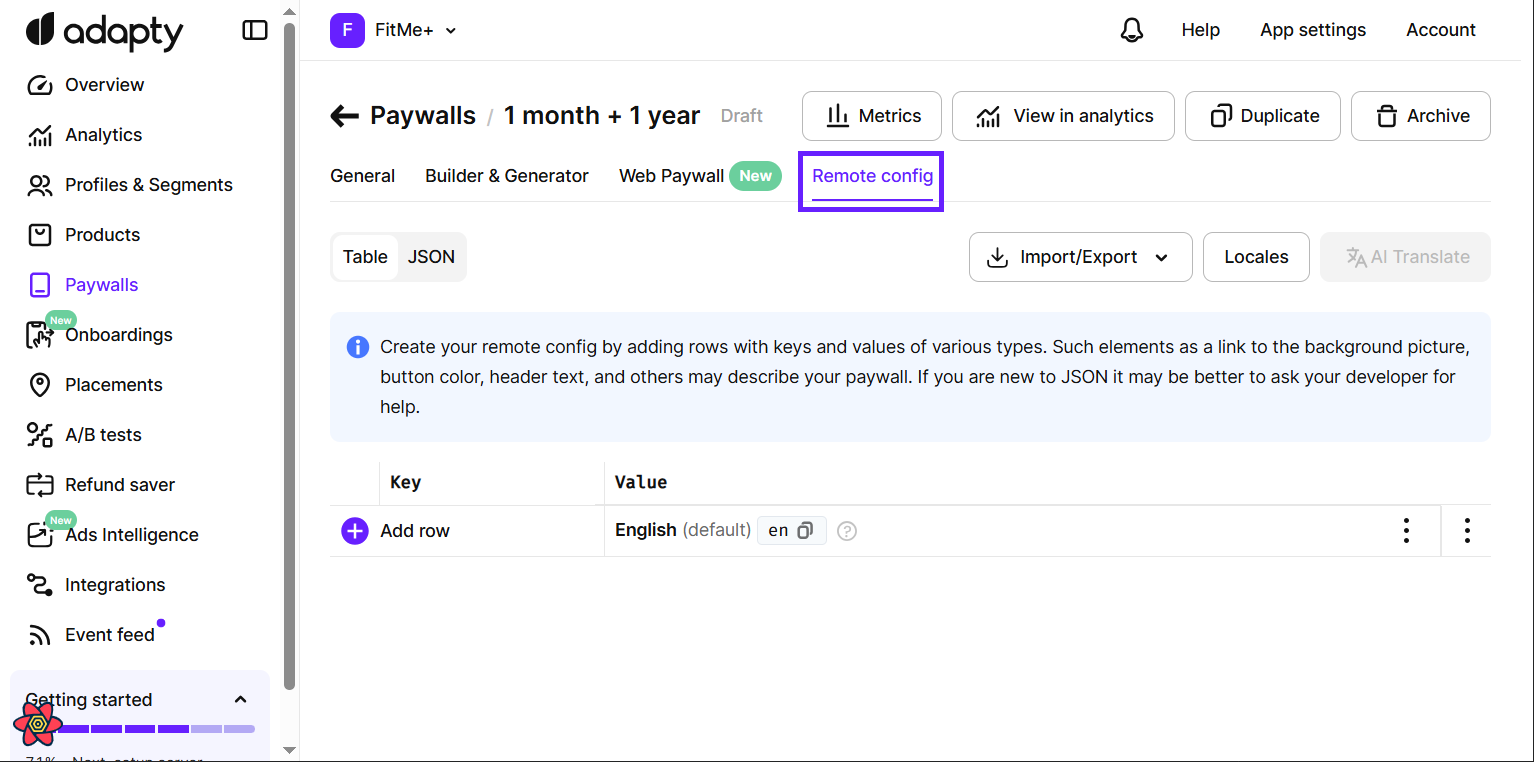 adapty
Overview
Analytics
Profiles & Segments
Products
Paywalls
New
Onboardings
Placements
A/B tests
Refund saver
New
Ads Intelligence
Integrations
Event feed
Getting started
71% Next: setup server
F FitMe+
Help App settings Account
Paywalls / 1 month + 1 year Draft
Metrics View in analytics Duplicate Archive
General Builder & Generator Web Paywall New Remote config
Table JSON
Import/Export Locales AI Translate
Create your remote config by adding rows with keys and values of various types. Such elements as a link to the background picture,
button color, header text, and others may describe your paywall. If you are new to JSON it may be better to ask your developer for
help.
Key Value
Add row English (default) en ?